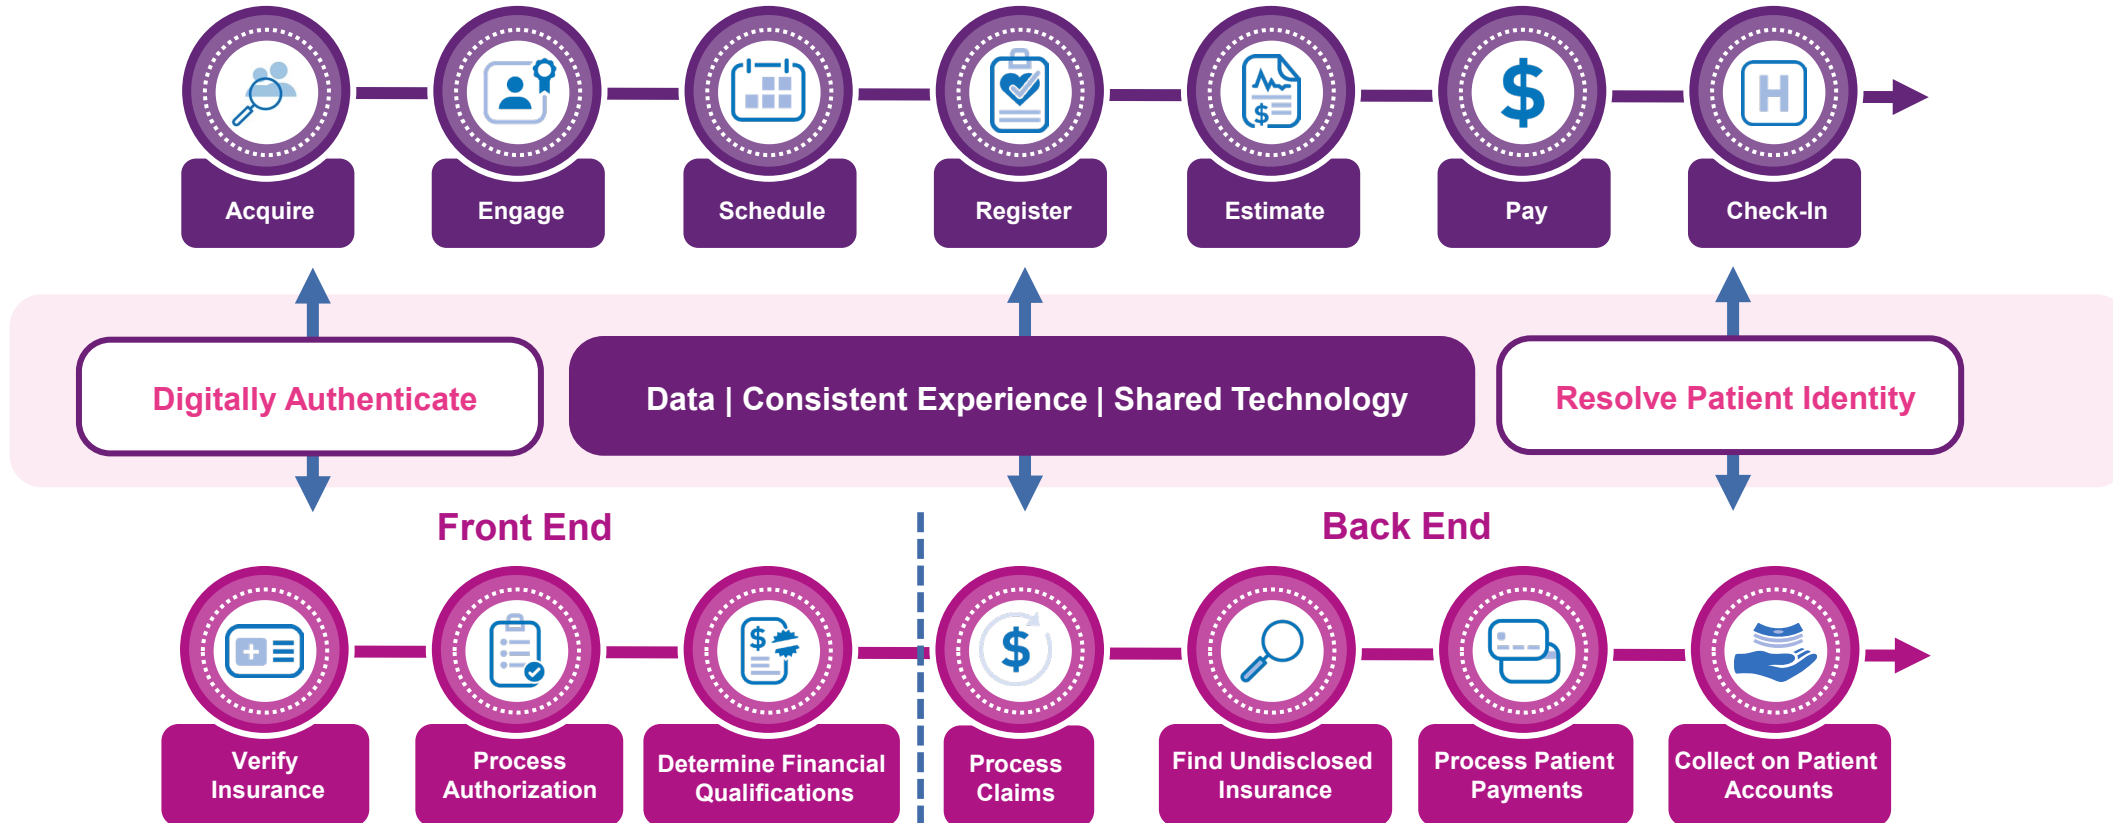 Acquire
Engage
Schedule
Register
$
Estimate
$
Pay
H
Check-In
Digitally Authenticate
Data | Consistent Experience | Shared Technology
Resolve Patient Identity
Front End
Back End
Verify
Insurance
Process
Authorization
$
Determine Financial
Qualifications
$
Process
Claims
Find Undisclosed
Insurance
Process Patient
Payments
Collect on Patient
Accounts